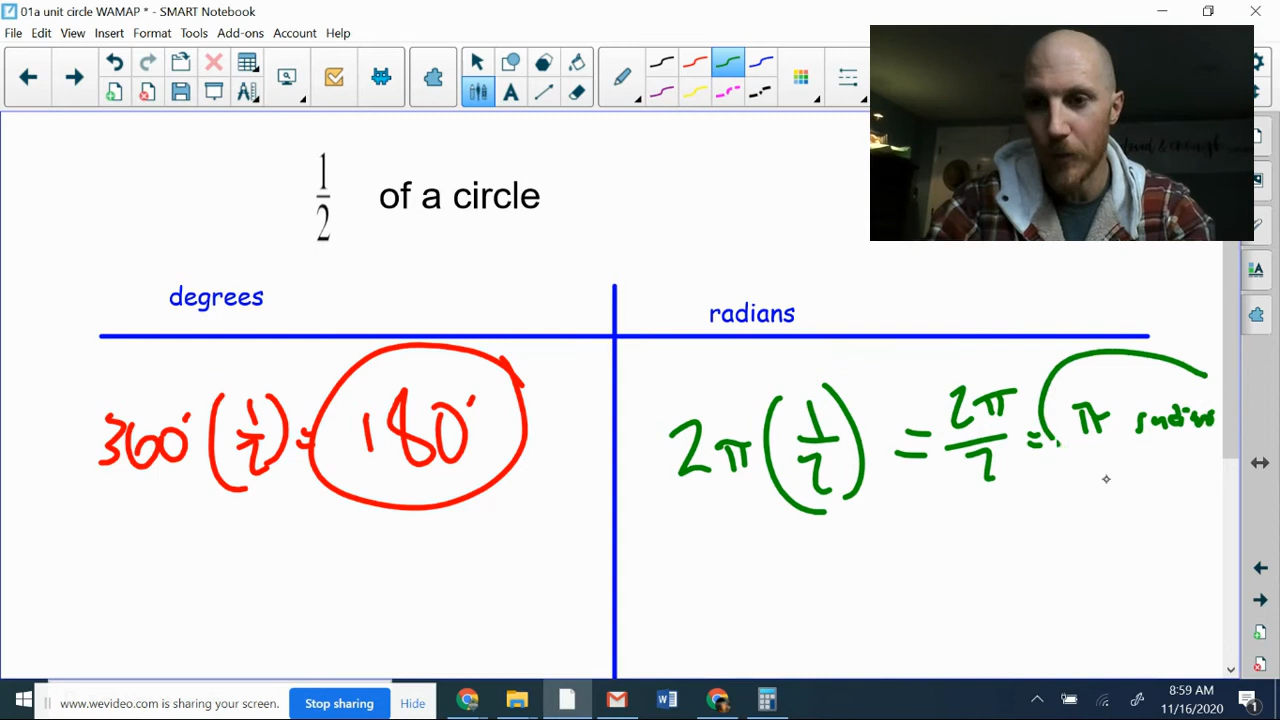 01a unit circle WAMAP * - SMART Notebook
File Edit View Insert Format Tools Add-ons Account Help
1/2 of a circle
degrees
radians
360° (1/2) = 180°
2π (1/2) = 2π/2 = π radians
www.wevideo.com is sharing your screen.
Stop sharing
Hide
8:59 AM
11/16/2020
1